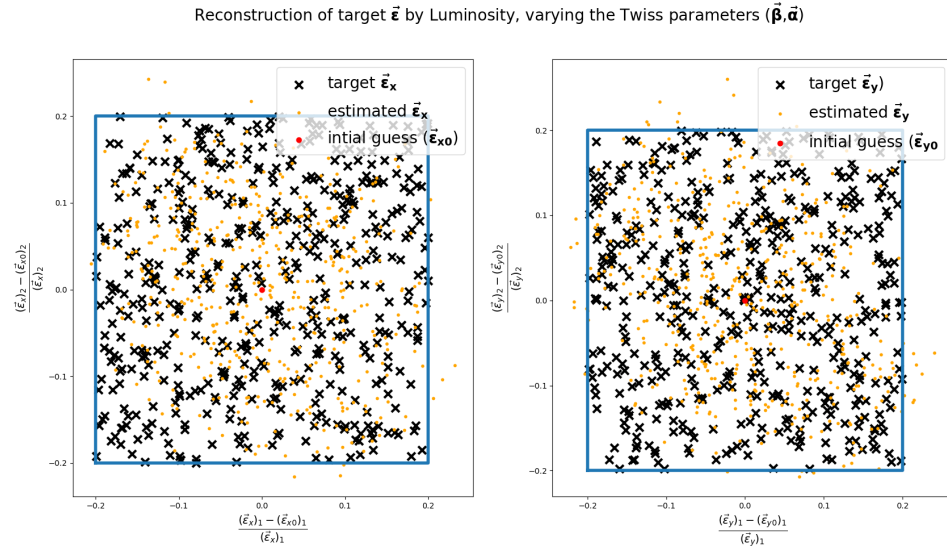 Reconstruction of target ε⃗ by Luminosity, varying the Twiss parameters (β⃗,α⃗)
target ε⃗x
estimated ε⃗x
intial guess (ε⃗x0)
0.2
0.1
0.0
−0.1
−0.2
(ε⃗x)2 − (ε⃗x0)2
(ε⃗x)2
−0.2 −0.1 0.0 0.1 0.2
(ε⃗x)1 − (ε⃗x0)1
(ε⃗x)1
target ε⃗y)
estimated ε⃗y
initial guess (ε⃗y0
0.2
0.1
0.0
−0.1
−0.2
(ε⃗y)2 − (ε⃗y0)2
(ε⃗y)2
−0.2 −0.1 0.0 0.1 0.2
(ε⃗y)1 − (ε⃗y0)1
(ε⃗y)1